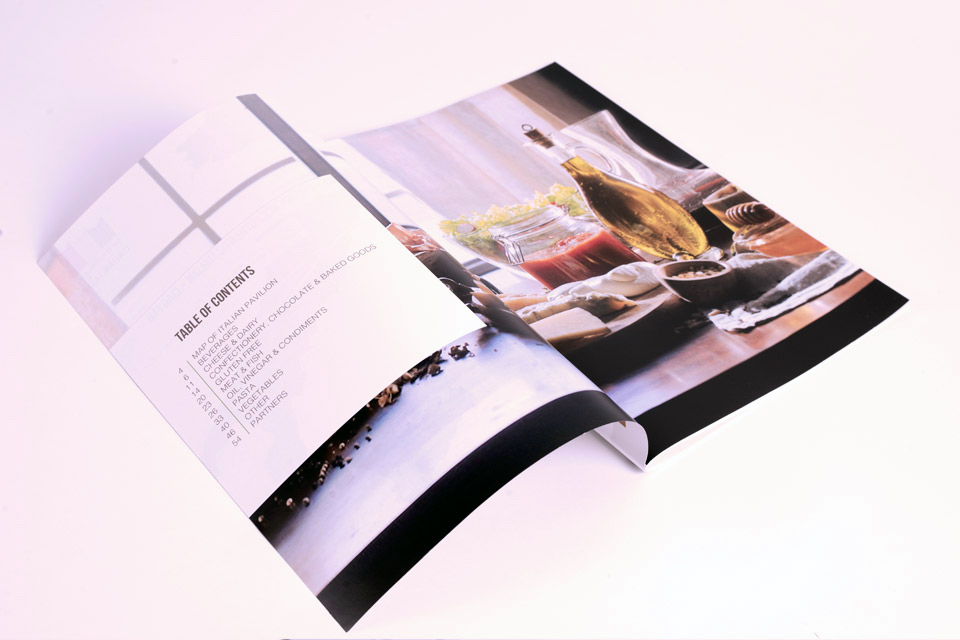 TABLE OF CONTENTS
4 MAP OF ITALIAN PAVILION
6 BEVERAGES
11 CHEESE & DAIRY
14 CONFECTIONERY, CHOCOLATE & BAKED GOODS
20 GLUTEN FREE
23 MEAT & FISH
26 OIL, VINEGAR & CONDIMENTS
33 PASTA
40 VEGETABLES
46 OTHER
54 PARTNERS